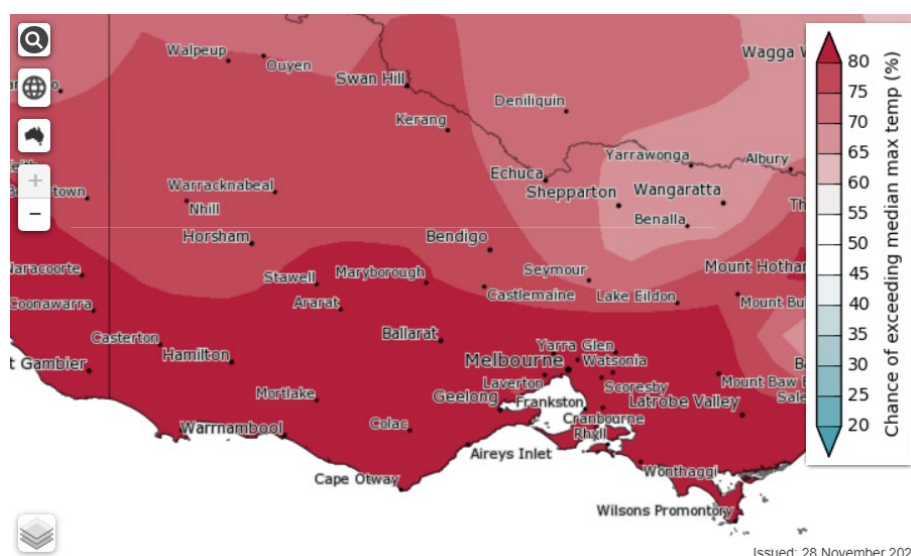 Walpeup
Ouyen
Wagga W
Swan Hill
Deniliquin
Kerang
Yarrawonga
Albury
Echuca
Warracknabeal
Shepparton
Wangaratta
town
Nhill
Th
Benalla
Horsham
Bendigo
Naracoorte
Stawell
Maryborough
Seymour
Mount Hotham
Coonawarra
Ararat
Castlemaine
Lake Eildon
Mount Bu
Casterton
Ballarat
Yarra Glen
t Gambier
Hamilton
Melbourne
Watsonia
Ba
Laverton
Scoresby
Mount Baw B
Mortlake
Geelong
Frankston
Latrobe Valley
Sale
Warrnambool
Colac
Cranbourne
Rhyll
Aireys Inlet
Cape Otway
Wonthaggi
Wilsons Promontory
+
−
80
75
70
65
60
55
50
45
40
35
30
25
20
Chance of exceeding median max temp (%)
Issued: 28 November 202